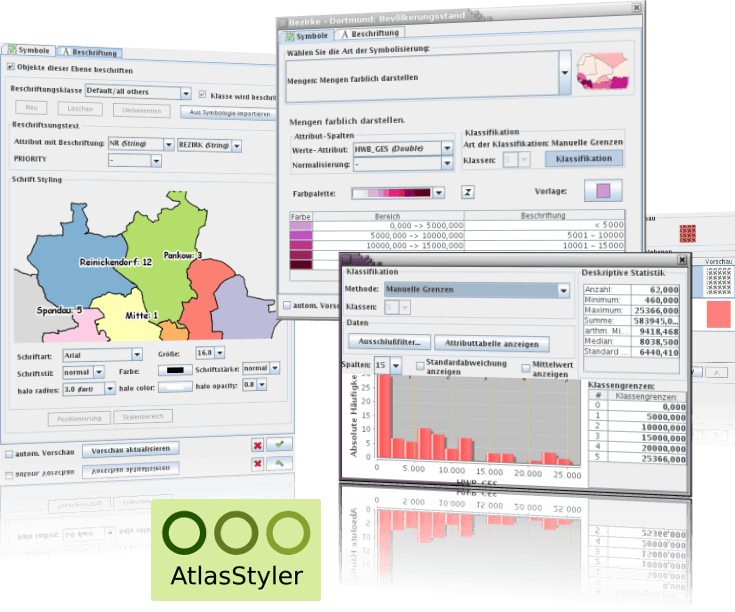 Symbole
Beschriftung
Objekte dieser Ebene beschriften
Beschriftungsklasse Default/all others
Klasse wird beschri
Neu
Löschen
Umbenennen
Aus Symbologie importieren
Beschriftungstext
Attribut mit Beschriftung: NR (String) BEZIRK (String)
PRIORITY -
Schrift Styling
Reinickendorf: 12
Pankow: 3
Spandau: 5
Mitte: 1
Schriftart: Arial Größe: 16.0
Schriftstil: normal Farbe: Schriftstärke: normal
halo radius: 3.0 (fast) halo color: halo opacity: 0.8
Positionierung
Skalenbereich
autom. Vorschau
Vorschau aktualisieren
Bezirke - Dortmund: Bevölkerungsstand
Symbole
Beschriftung
Wählen Sie die Art der Symbolisierung:
Mengen: Mengen farblich darstellen
Mengen farblich darstellen.
Attribut-Spalten
Werte-Attribut: HWB_GES (Double)
Normalisierung: -
Klassifikation
Art der Klassifikation: Manuelle Grenzen
Klassen: 5
Klassifikation
Farbpalette:
Vorlage:
Farbe Bereich Beschriftung
0,000 -> 5000,000 < 5000
5000,000 -> 10000,000 5001 - 10000
10000,000 -> 15000,000 10001 - 15000
autom. Vorsc
Vorschau
Klassifikation
Methode: Manuelle Grenzen
Klassen: 5
Daten
Ausschlußfilter...
Attributtabelle anzeigen
Spalten: 15
Standardabweichung anzeigen
Mittelwert anzeigen
Absolute Häufigke
30
25
20
15
10
5
0
0 5.000 10.000 15.000 20.000 25.000
HWB_GES
Deskriptive Statistik
Anzahl: 62,000
Minimum: 460,000
Maximum: 25366,000
Summe: 583945,0...
arthm. Mi... 9418,468
Median: 8038,500
Standard ... 6440,410
Klassengrenzen:
# Klassengrenzen:
0 0,000
1 5000,000
2 10000,000
3 15000,000
4 20000,000
5 25366,000
AtlasStyler